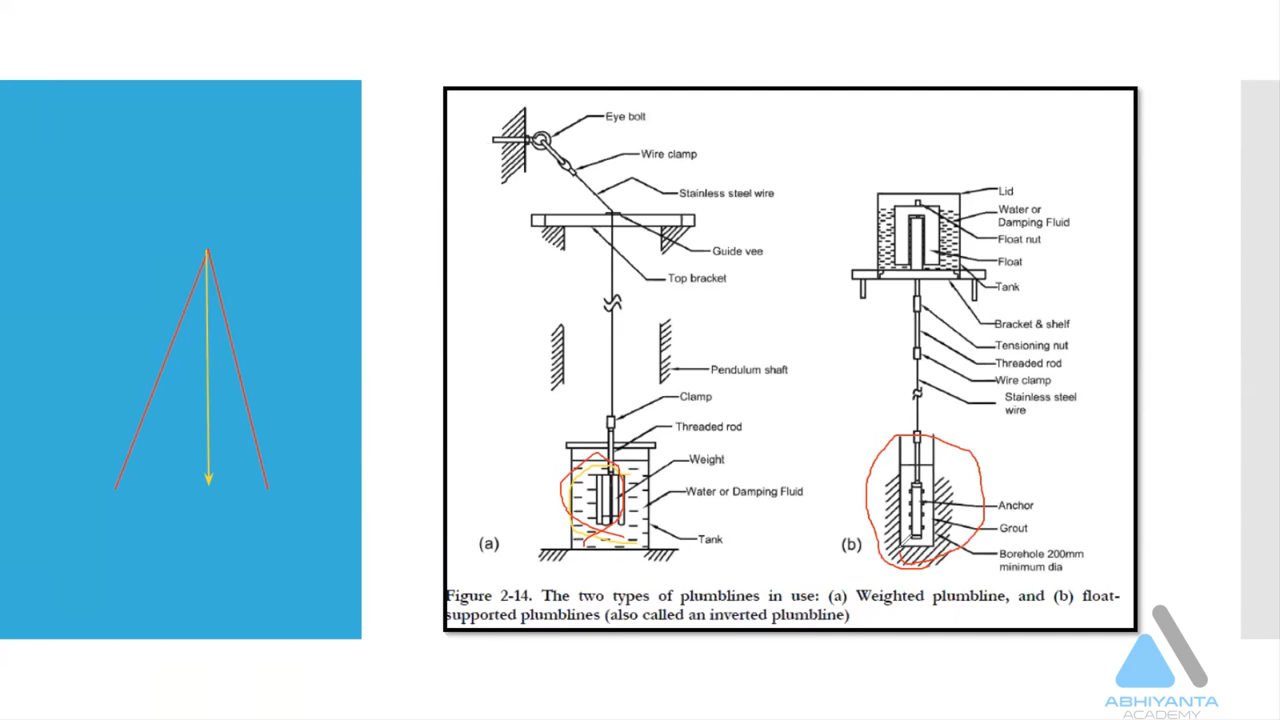 Eye bolt
Wire clamp
Stainless steel wire
Guide vee
Top bracket
Pendulum shaft
Clamp
Threaded rod
Weight
Water or Damping Fluid
Tank
(a)
Lid
Water or
Damping Fluid
Float nut
Float
Tank
Bracket & shelf
Tensioning nut
Threaded rod
Wire clamp
Stainless steel
wire
Anchor
Grout
Borehole 200mm
minimum dia
(b)
Figure 2-14. The two types of plumblines in use: (a) Weighted plumbline, and (b) float-
supported plumblines (also called an inverted plumbline)
ABHIYANTA
ACADEMY